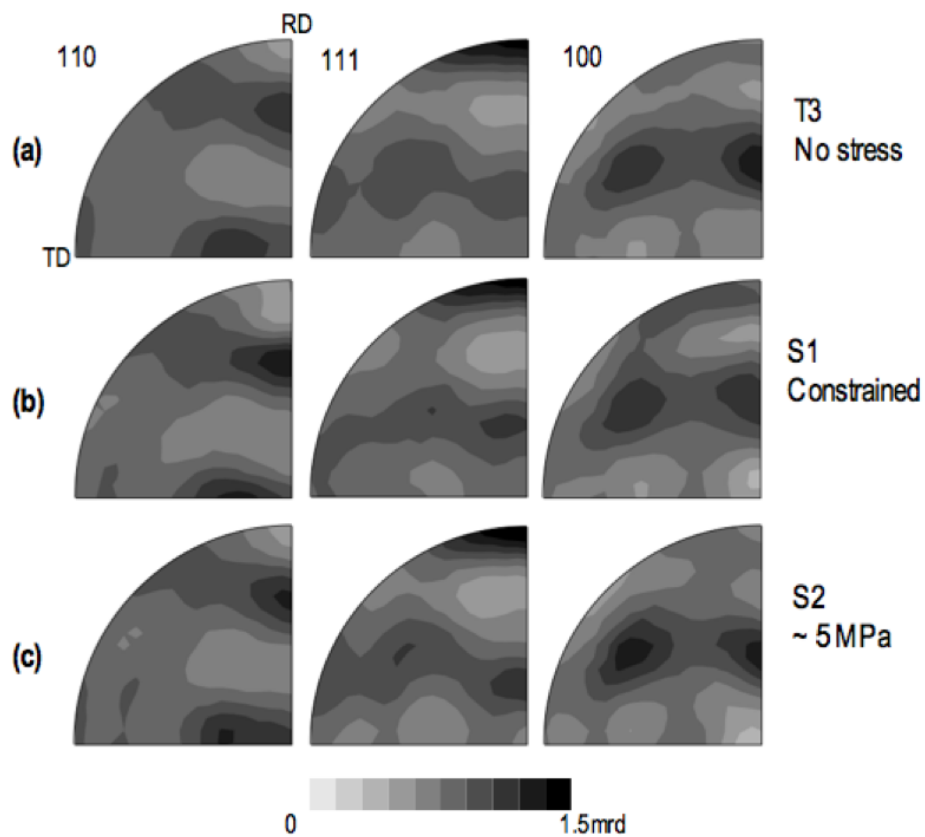 RD
110
111
100
(a)
T3
No stress
TD
(b)
S1
Constrained
(c)
S2
~ 5 MPa
0
1.5mrd